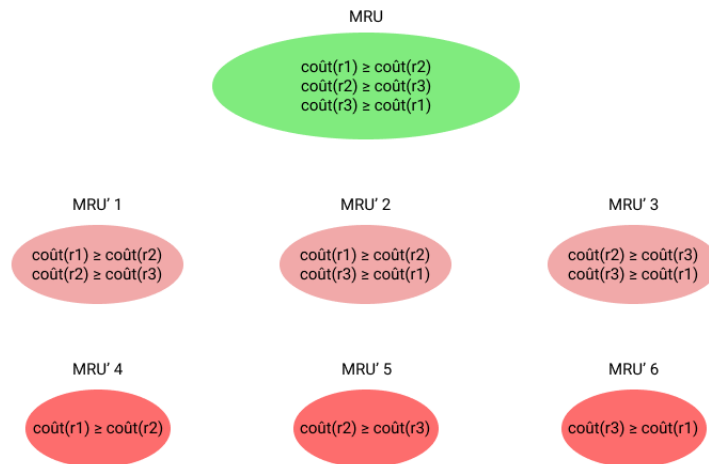 MRU
coût(r1) ≥ coût(r2)
coût(r2) ≥ coût(r3)
coût(r3) ≥ coût(r1)
MRU' 1
MRU' 2
MRU' 3
coût(r1) ≥ coût(r2)
coût(r2) ≥ coût(r3)
coût(r1) ≥ coût(r2)
coût(r3) ≥ coût(r1)
coût(r2) ≥ coût(r3)
coût(r3) ≥ coût(r1)
MRU' 4
MRU' 5
MRU' 6
coût(r1) ≥ coût(r2)
coût(r2) ≥ coût(r3)
coût(r3) ≥ coût(r1)